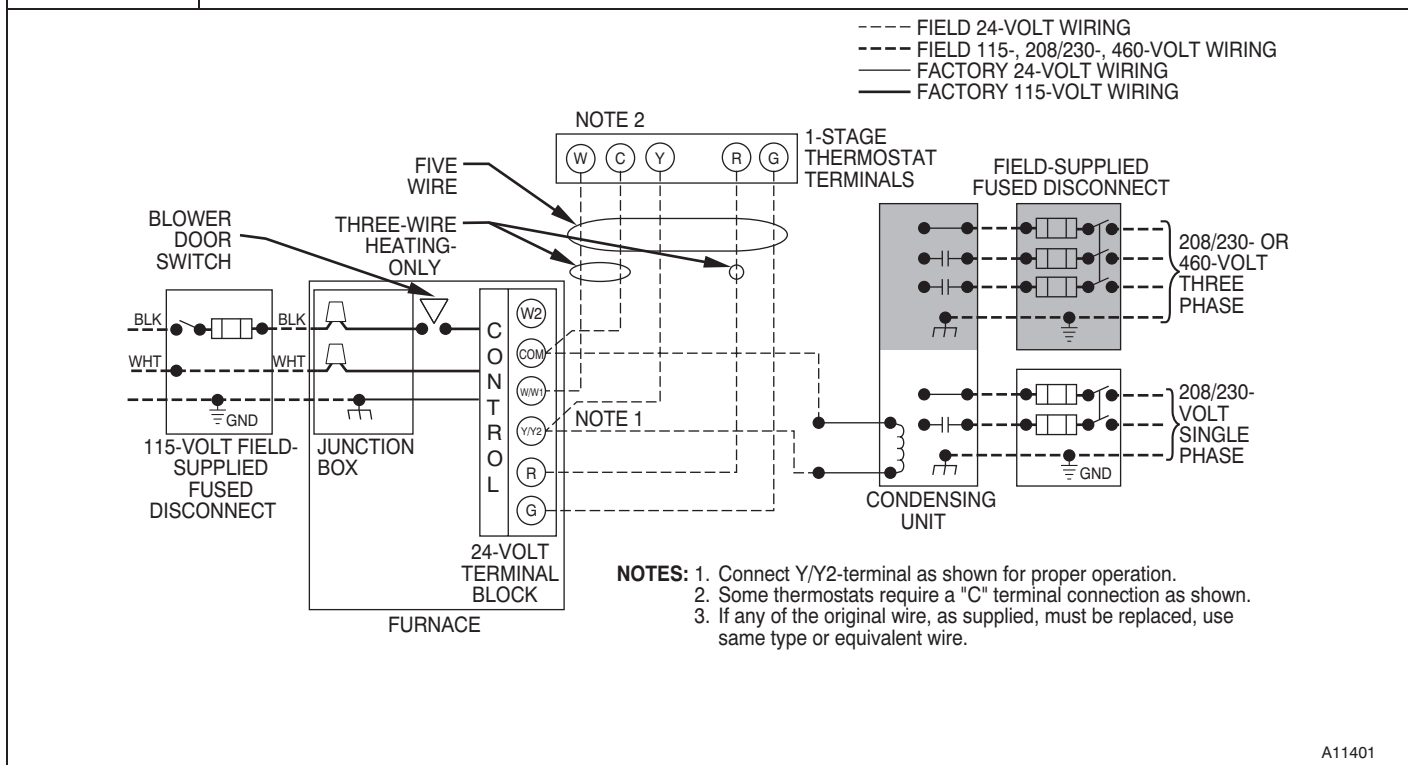 FIELD 24-VOLT WIRING
FIELD 115-, 208/230-, 460-VOLT WIRING
FACTORY 24-VOLT WIRING
FACTORY 115-VOLT WIRING
NOTE 2
W
C
Y
R
G
1-STAGE
THERMOSTAT
TERMINALS
FIVE
WIRE
THREE-WIRE
HEATING-
ONLY
BLOWER
DOOR
SWITCH
FIELD-SUPPLIED
FUSED DISCONNECT
208/230- OR
460-VOLT
THREE
PHASE
BLK
BLK
WHT
WHT
GND
115-VOLT FIELD-
SUPPLIED
FUSED
DISCONNECT
JUNCTION
BOX
CONTROL
W2
COM
W/W1
Y/Y2
R
G
NOTE 1
24-VOLT
TERMINAL
BLOCK
FURNACE
208/230-
VOLT
SINGLE
PHASE
GND
CONDENSING
UNIT
NOTES: 1. Connect Y/Y2-terminal as shown for proper operation.
2. Some thermostats require a "C" terminal connection as shown.
3. If any of the original wire, as supplied, must be replaced, use
same type or equivalent wire.
A11401